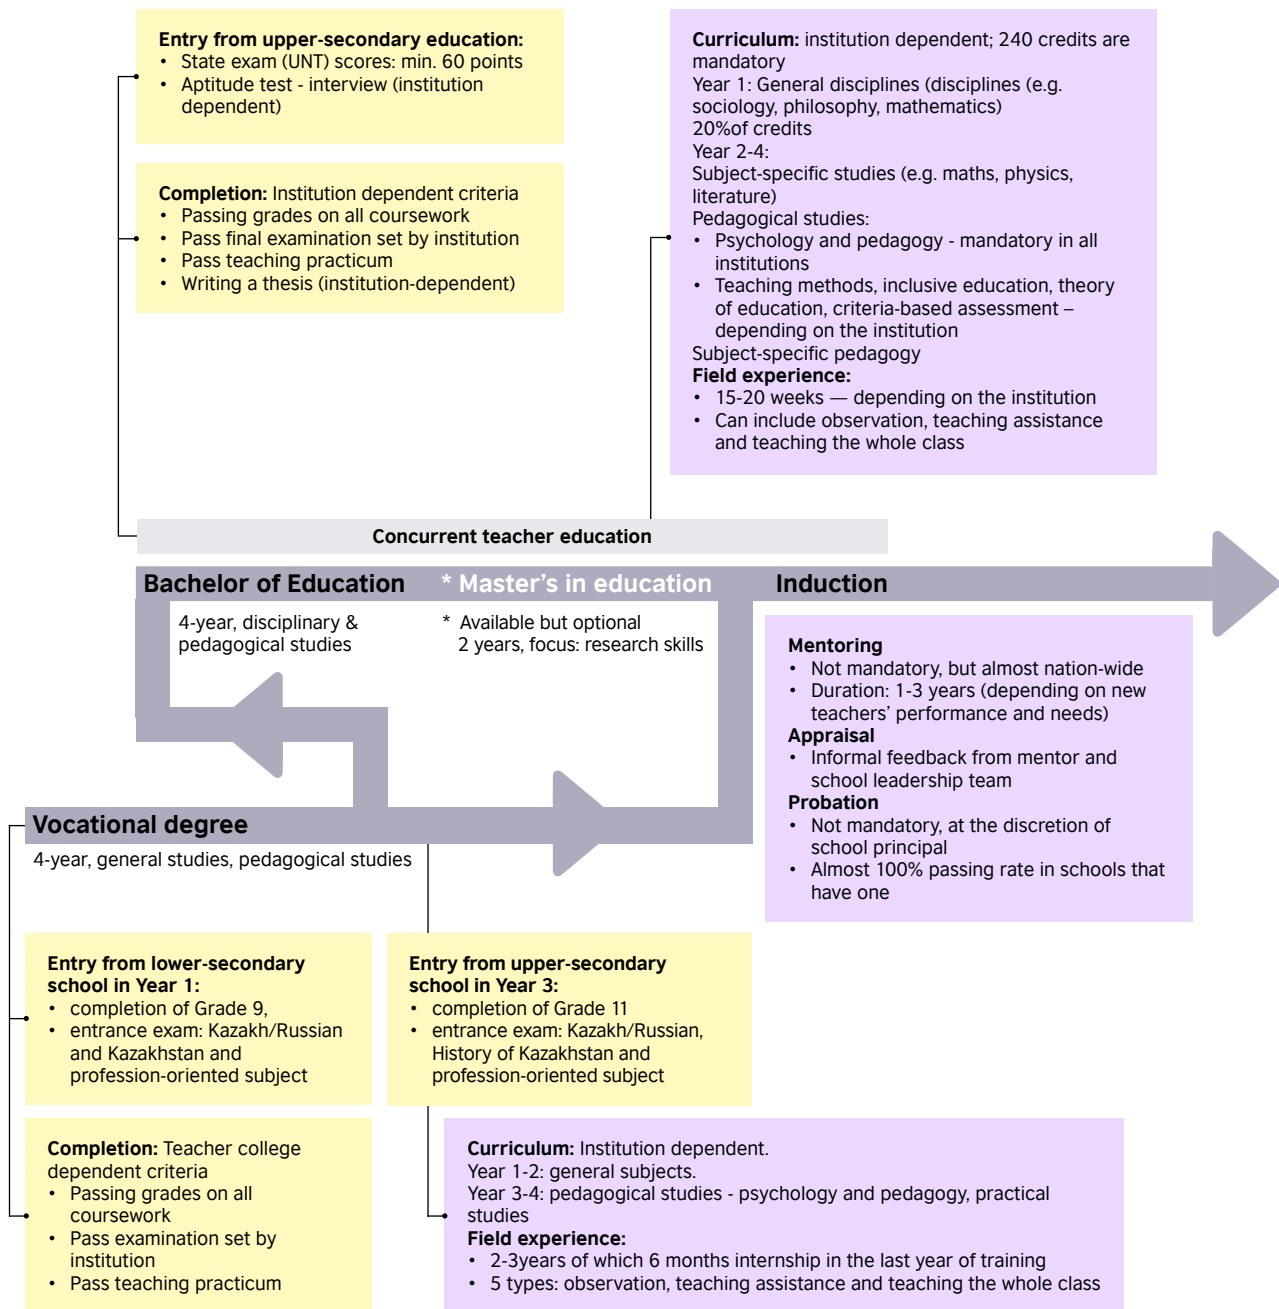 Entry from upper-secondary education:
• State exam (UNT) scores: min. 60 points
• Aptitude test - interview (institution
dependent)
Completion: Institution dependent criteria
• Passing grades on all coursework
• Pass final examination set by institution
• Pass teaching practicum
• Writing a thesis (institution-dependent)
Curriculum: institution dependent; 240 credits are
mandatory
Year 1: General disciplines (disciplines (e.g.
sociology, philosophy, mathematics)
20%of credits
Year 2-4:
Subject-specific studies (e.g. maths, physics,
literature)
Pedagogical studies:
• Psychology and pedagogy - mandatory in all
institutions
• Teaching methods, inclusive education, theory
of education, criteria-based assessment –
depending on the institution
Subject-specific pedagogy
Field experience:
• 15-20 weeks — depending on the institution
• Can include observation, teaching assistance
and teaching the whole class
Concurrent teacher education
Bachelor of Education
* Master's in education
Induction
4-year, disciplinary &
pedagogical studies
* Available but optional
2 years, focus: research skills
Mentoring
• Not mandatory, but almost nation-wide
• Duration: 1-3 years (depending on new
teachers' performance and needs)
Appraisal
• Informal feedback from mentor and
school leadership team
Probation
• Not mandatory, at the discretion of
school principal
• Almost 100% passing rate in schools that
have one
Vocational degree
4-year, general studies, pedagogical studies
Entry from lower-secondary
school in Year 1:
• completion of Grade 9,
• entrance exam: Kazakh/Russian
and Kazakhstan and
profession-oriented subject
Entry from upper-secondary
school in Year 3:
• completion of Grade 11
• entrance exam: Kazakh/Russian,
History of Kazakhstan and
profession-oriented subject
Completion: Teacher college
dependent criteria
• Passing grades on all
coursework
• Pass examination set by
institution
• Pass teaching practicum
Curriculum: Institution dependent.
Year 1-2: general subjects.
Year 3-4: pedagogical studies - psychology and pedagogy, practical
studies
Field experience:
• 2-3years of which 6 months internship in the last year of training
• 5 types: observation, teaching assistance and teaching the whole class